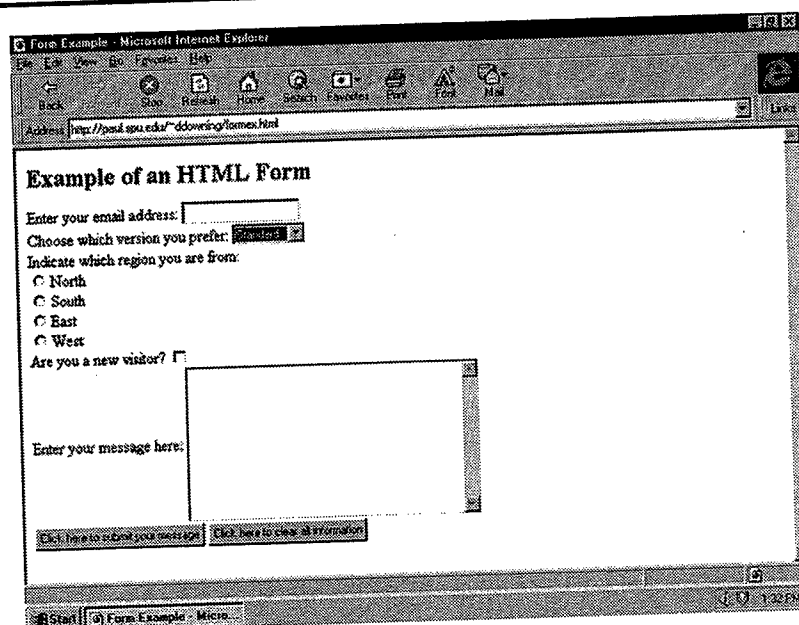 Form Example - Microsoft Internet Explorer
File Edit View Go Favorites Help
Back Stop Refresh Home Search Favorites Print Font Mail
Address http://paul.spu.edu/~ddowning/formex.html Links
Example of an HTML Form
Enter your email address:
Choose which version you prefer: Standard
Indicate which region you are from:
North
South
East
West
Are you a new visitor?
Enter your message here:
Click here to submit your message Click here to clear all information
Start Form Example - Micro... 1:32 PM